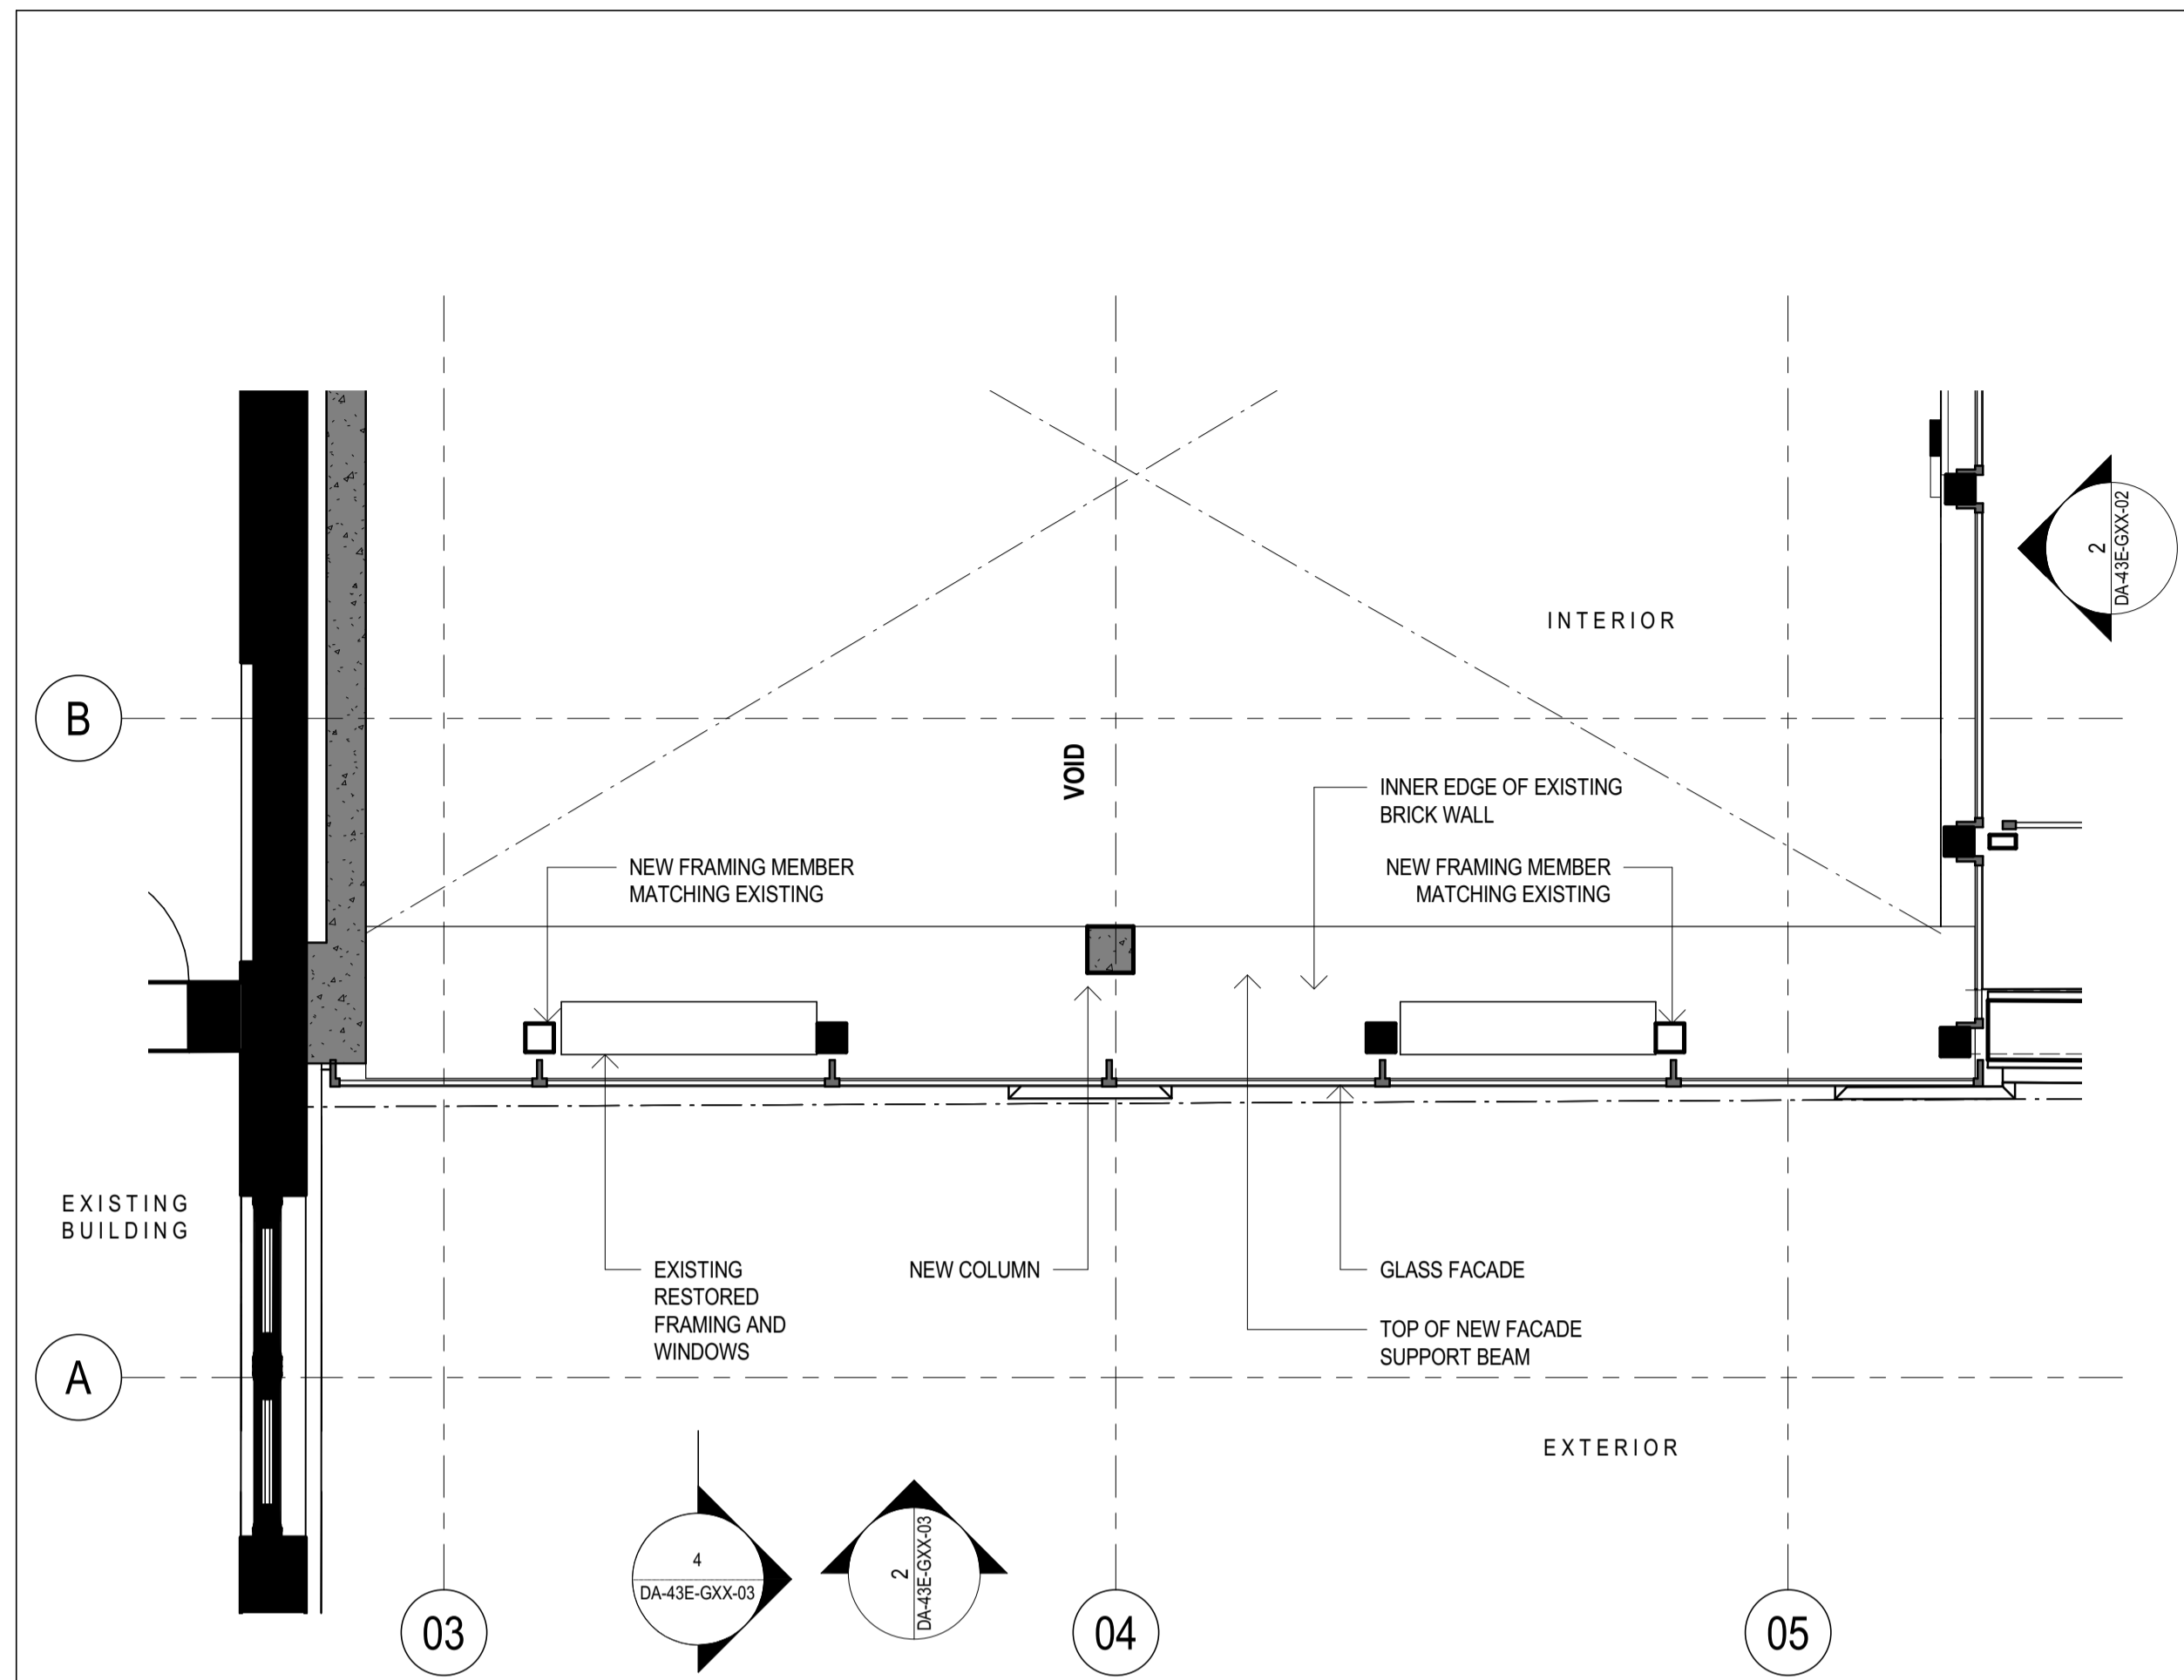 2
DA-43E-GXX-02
INTERIOR
B
VOID
INNER EDGE OF EXISTING
BRICK WALL
NEW FRAMING MEMBER
MATCHING EXISTING
NEW FRAMING MEMBER
MATCHING EXISTING
EXISTING
BUILDING
EXISTING
RESTORED
FRAMING AND
WINDOWS
NEW COLUMN
GLASS FACADE
TOP OF NEW FACADE
SUPPORT BEAM
A
EXTERIOR
4
DA-43E-GXX-03
2
DA-43E-GXX-03
03
04
05